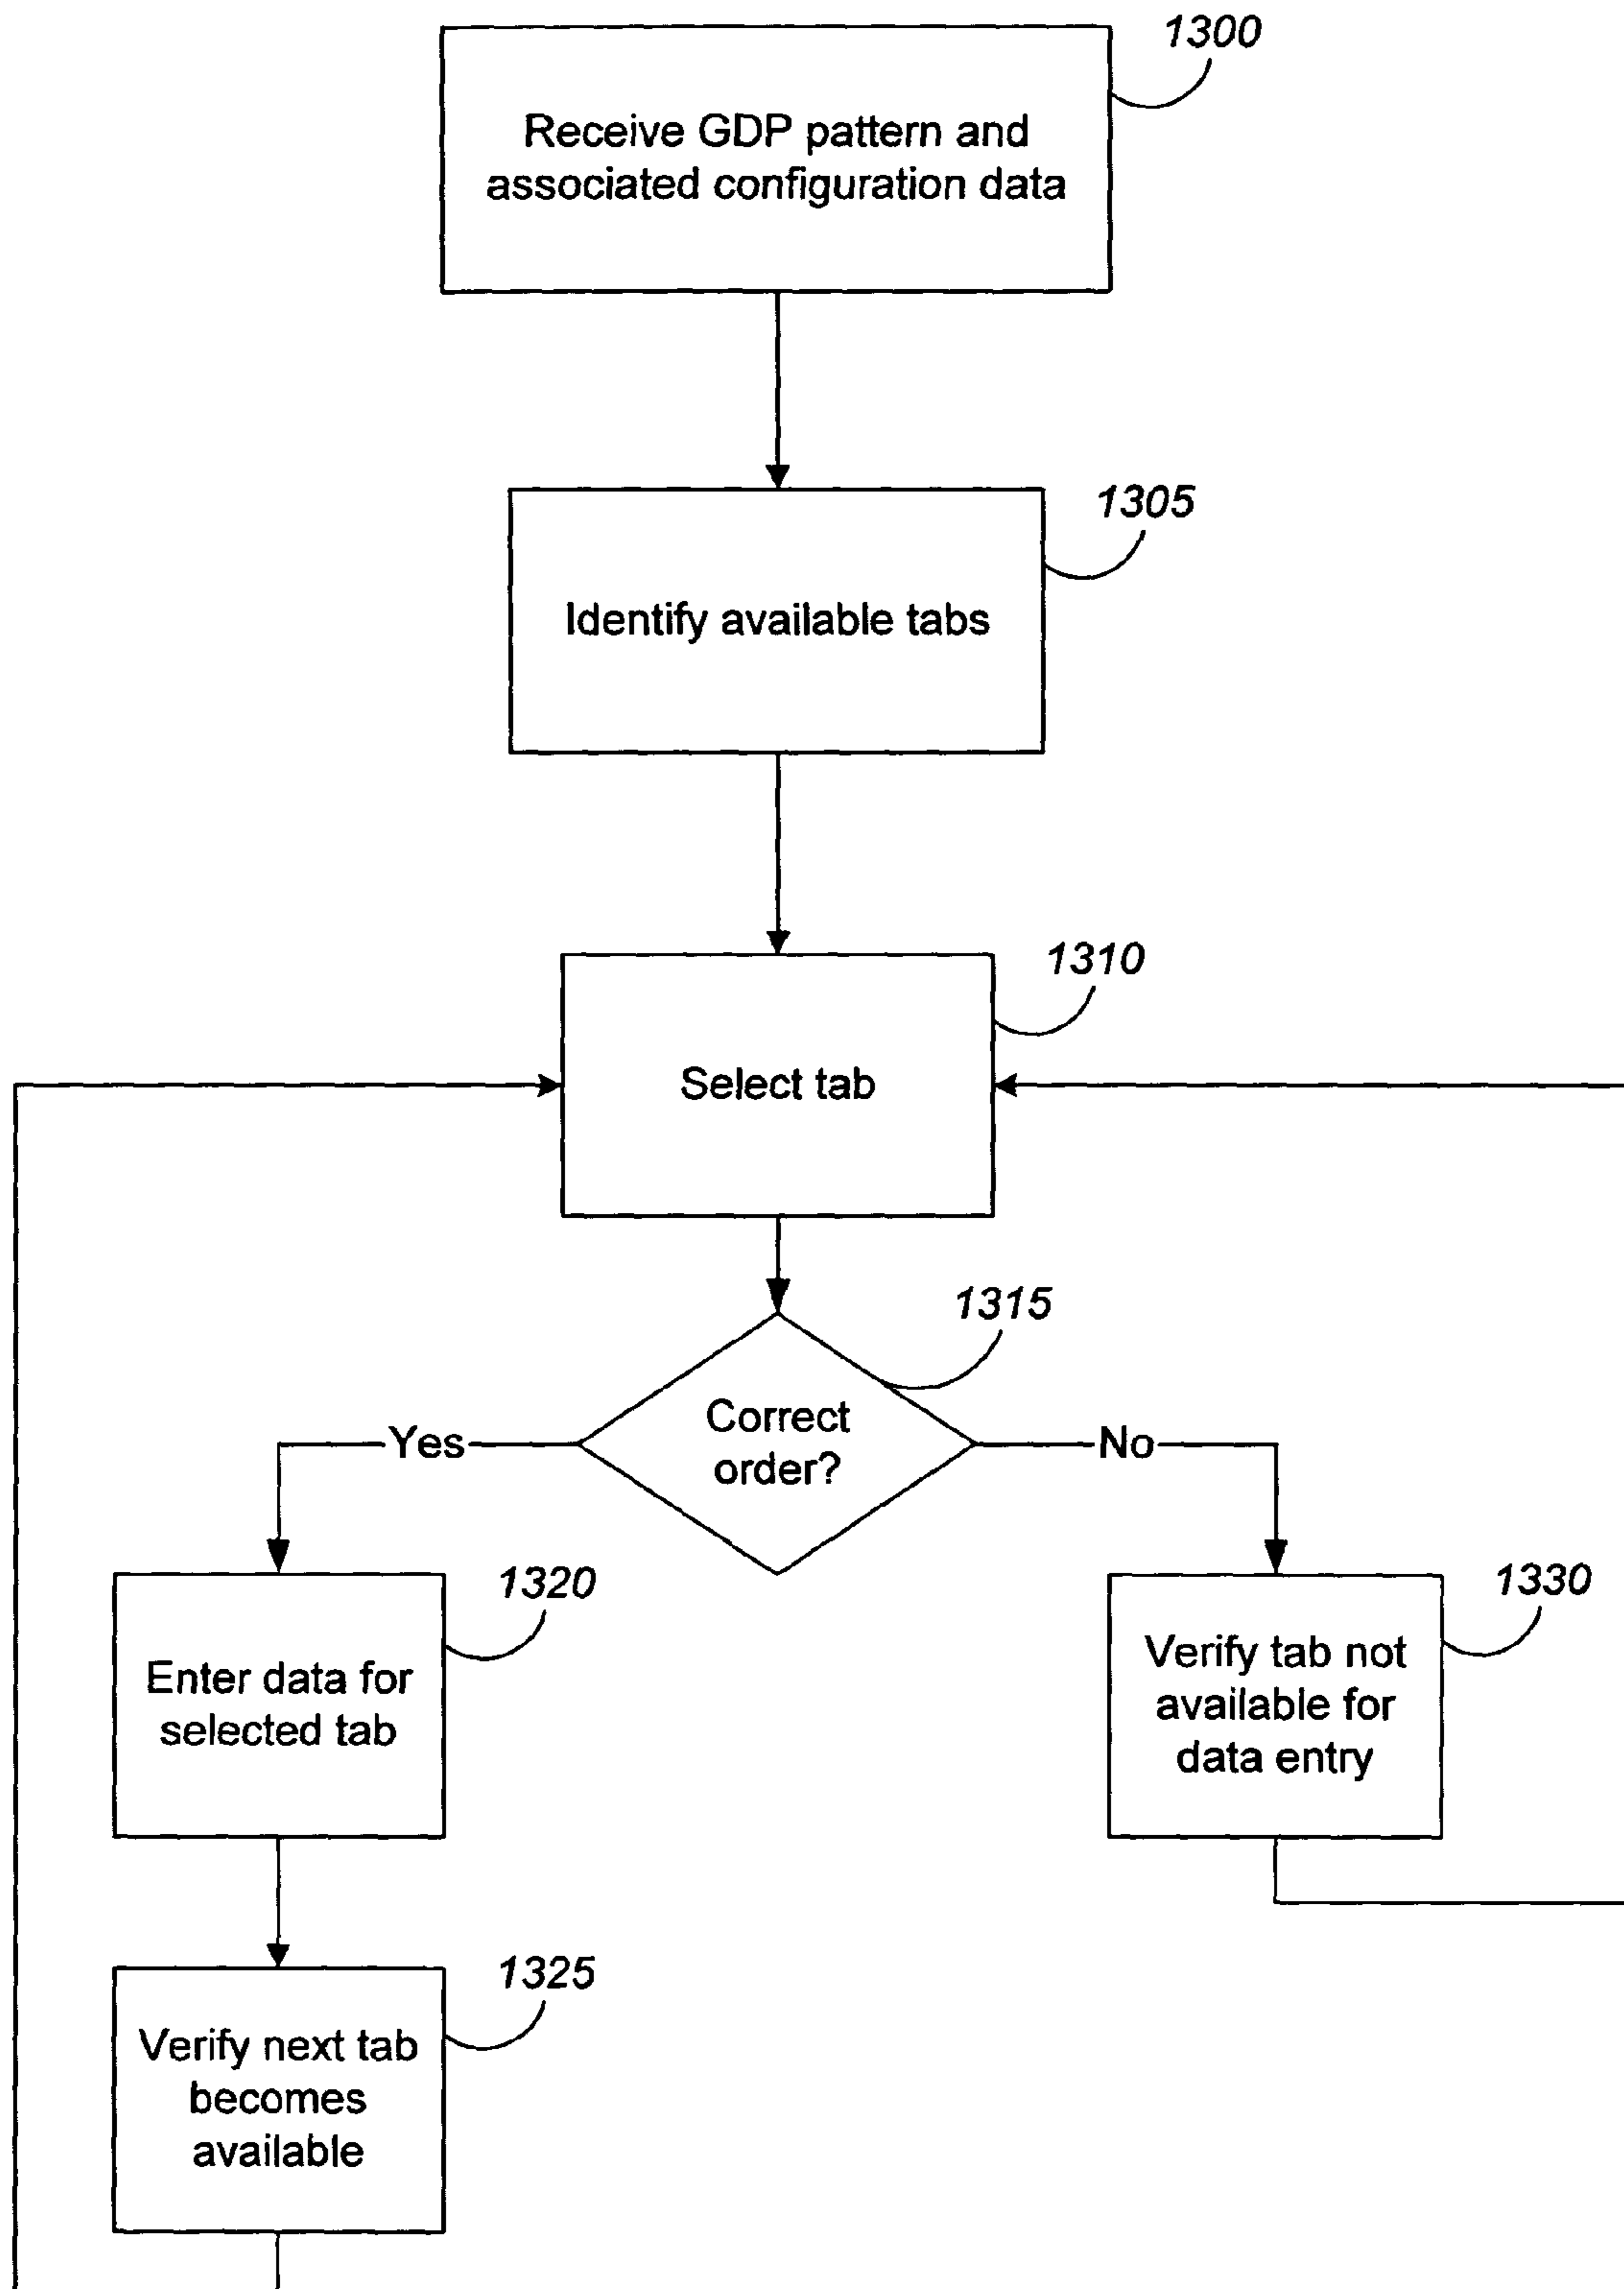 1300
Receive GDP pattern and
associated configuration data
1305
Identify available tabs
1310
Select tab
1315
Correct
order?
Yes
No
1320
Enter data for
selected tab
1330
Verify tab not
available for
data entry
1325
Verify next tab
becomes
available